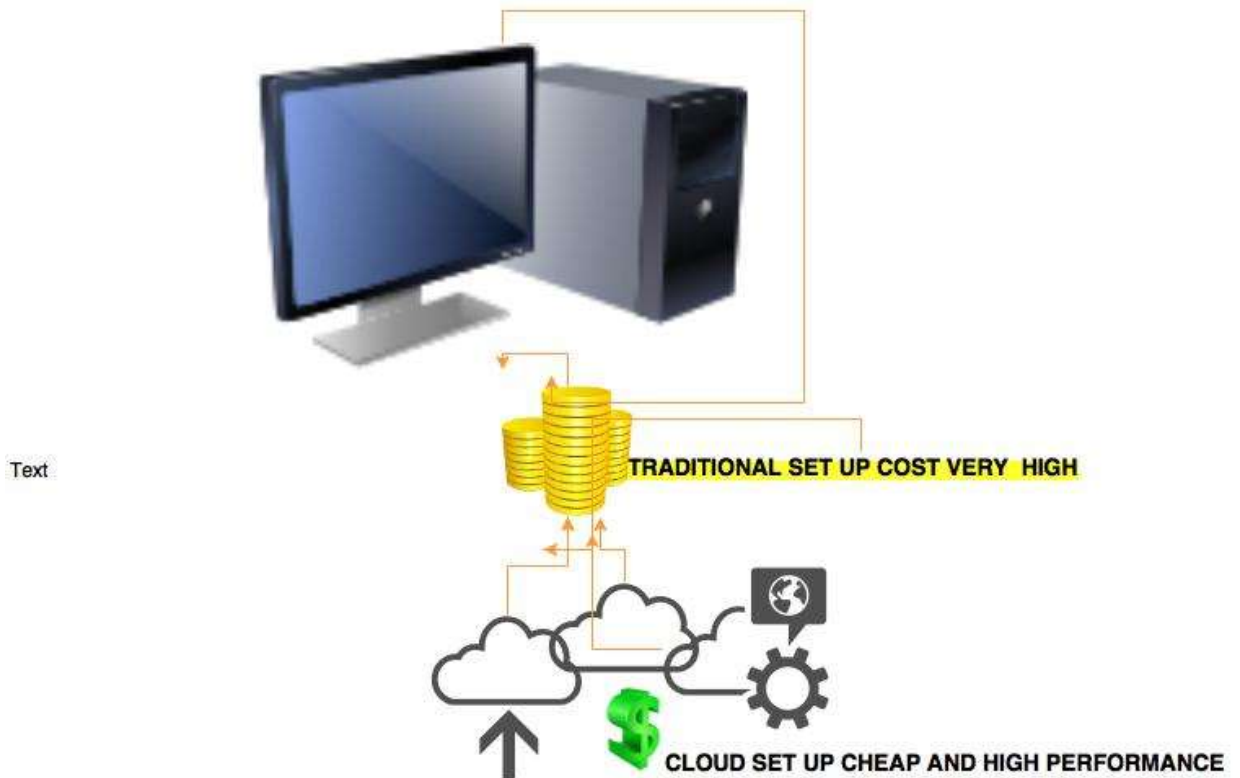 TRADITIONAL SET UP COST VERY HIGH
Text
CLOUD SET UP CHEAP AND HIGH PERFORMANCE